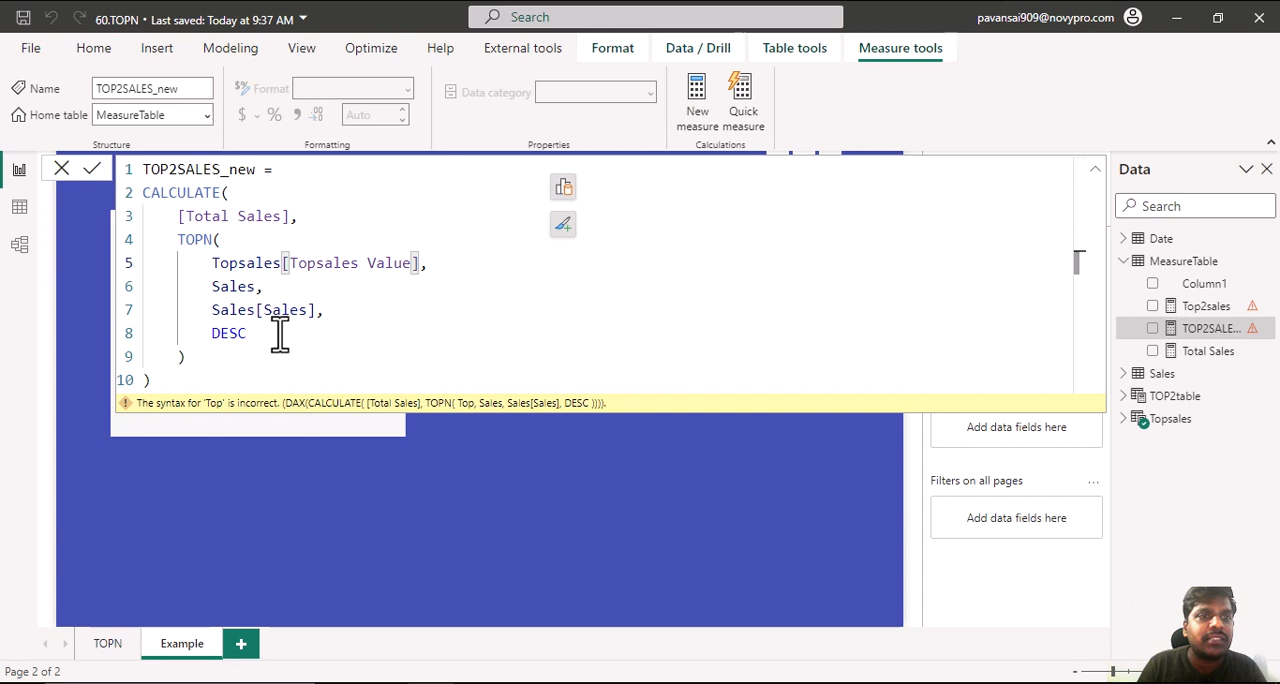 60.TOPN • Last saved: Today at 9:37 AM
Search
pavansai909@novypro.com
File Home Insert Modeling View Optimize Help External tools Format Data / Drill Table tools Measure tools
Name TOP2SALES_new
Home table MeasureTable
Structure
$% Format
$ % 9 Auto
Formatting
Data category
Properties
New measure
Quick measure
Calculations
1 TOP2SALES_new =
2 CALCULATE(
3 [Total Sales],
4 TOPN(
5 Topsales[Topsales Value],
6 Sales,
7 Sales[Sales],
8 DESC
9 )
10 )
The syntax for 'Top' is incorrect. (DAX(CALCULATE( [Total Sales], TOPN( Top, Sales, Sales[Sales], DESC )))).
Add data fields here
Filters on all pages ...
Add data fields here
Data
Search
Date
MeasureTable
Column1
Top2sales
TOP2SALE...
Total Sales
Sales
TOP2table
Topsales
TOPN
Example
Page 2 of 2